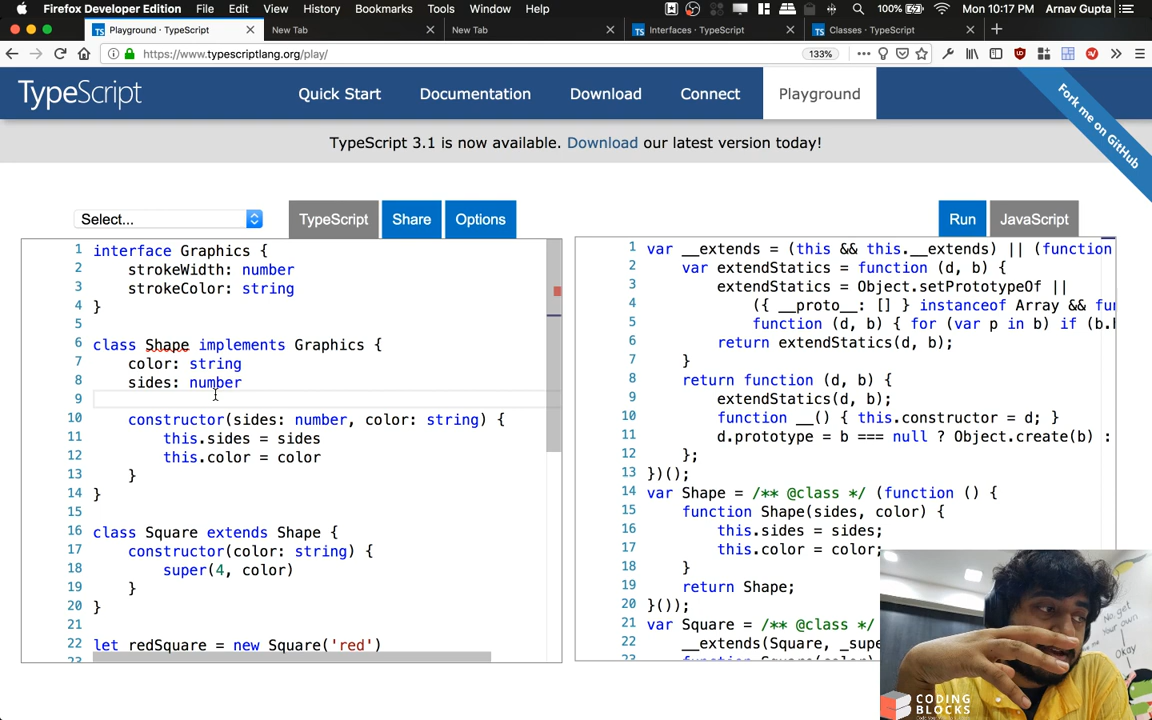 Firefox Developer Edition File Edit View History Bookmarks Tools Window Help 100% Mon 10:17 PM Arnav Gupta
Playground · TypeScript New Tab New Tab Interfaces · TypeScript Classes · TypeScript
https://www.typescriptlang.org/play/ 133%
TypeScript Quick Start Documentation Download Connect Playground
Fork me on GitHub
TypeScript 3.1 is now available. Download our latest version today!
Select... TypeScript Share Options Run JavaScript
1 interface Graphics {
2 strokeWidth: number
3 strokeColor: string
4 }
5
6 class Shape implements Graphics {
7 color: string
8 sides: number
9
10 constructor(sides: number, color: string) {
11 this.sides = sides
12 this.color = color
13 }
14 }
15
16 class Square extends Shape {
17 constructor(color: string) {
18 super(4, color)
19 }
20 }
21
22 let redSquare = new Square('red')
23
1 var __extends = (this && this.__extends) || (function
2 var extendStatics = function (d, b) {
3 extendStatics = Object.setPrototypeOf ||
4 ({ __proto__: [] } instanceof Array &&
5 function (d, b) { for (var p in b) if (b.
6 return extendStatics(d, b);
7 }
8 return function (d, b) {
9 extendStatics(d, b);
10 function __() { this.constructor = d; }
11 d.prototype = b === null ? Object.create(b) :
12 };
13 })();
14 var Shape = /** @class */ (function () {
15 function Shape(sides, color) {
16 this.sides = sides;
17 this.color = color;
18 }
19 return Shape;
20 }());
21 var Square = /** @class */
22 __extends(Square,
23
No get
Your own
Okay
CODING
BLOCKS